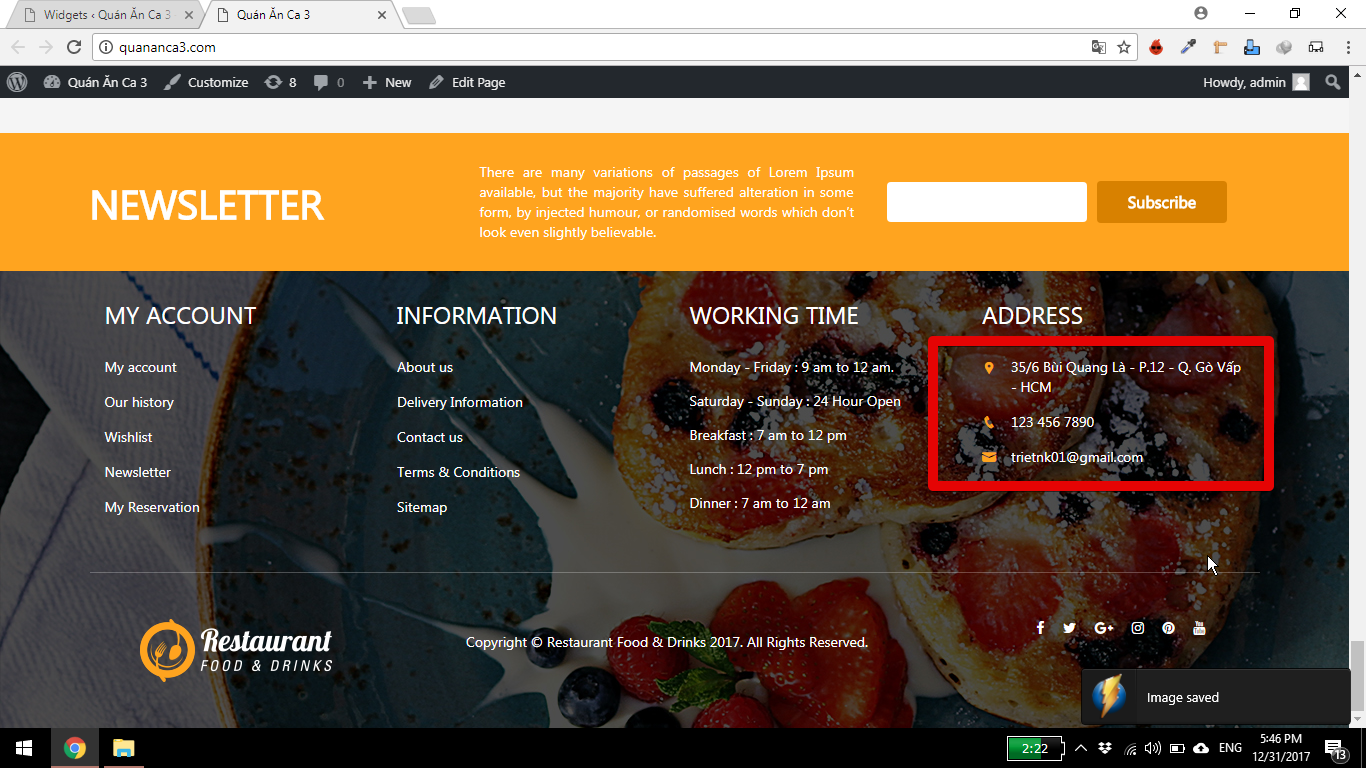 Widgets ‹ Quán Ăn Ca 3
Quán Ăn Ca 3
quananca3.com
Quán Ăn Ca 3
Customize
8
0
New
Edit Page
Howdy, admin
NEWSLETTER
There are many variations of passages of Lorem Ipsum
available, but the majority have suffered alteration in some
form, by injected humour, or randomised words which don't
look even slightly believable.
Subscribe
MY ACCOUNT
My account
Our history
Wishlist
Newsletter
My Reservation
INFORMATION
About us
Delivery Information
Contact us
Terms & Conditions
Sitemap
WORKING TIME
Monday - Friday : 9 am to 12 am.
Saturday - Sunday : 24 Hour Open
Breakfast : 7 am to 12 pm
Lunch : 12 pm to 7 pm
Dinner : 7 am to 12 am
ADDRESS
35/6 Bùi Quang Là - P.12 - Q. Gò Vấp
- HCM
123 456 7890
trietnk01@gmail.com
Restaurant
FOOD & DRINKS
Copyright © Restaurant Food & Drinks 2017. All Rights Reserved.
You
Tube
Image saved
2:22
ENG
5:46 PM
12/31/2017
13